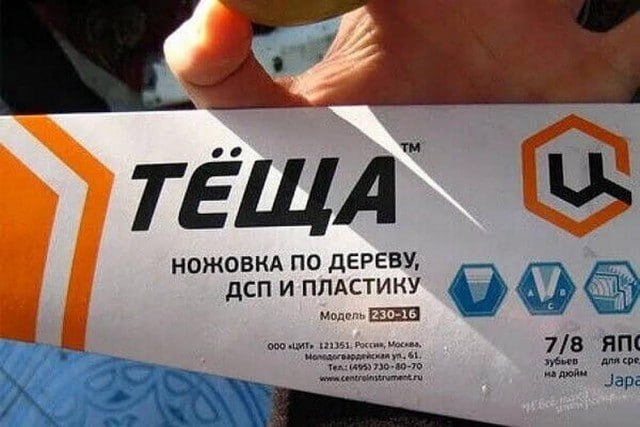 ТЁЩА™
Ц
НОЖОВКА ПО ДЕРЕВУ,
ДСП И ПЛАСТИКУ
Модель 230-16
ООО «ЦИТ» 121351, Россия, Москва,
Молодогвардейская ул., 61.
Тел.: (495) 730-80-70
www.centroinstrument.ru
A B C
7/8
зубьев
на дюйм
ЯПО
для сре
Japa